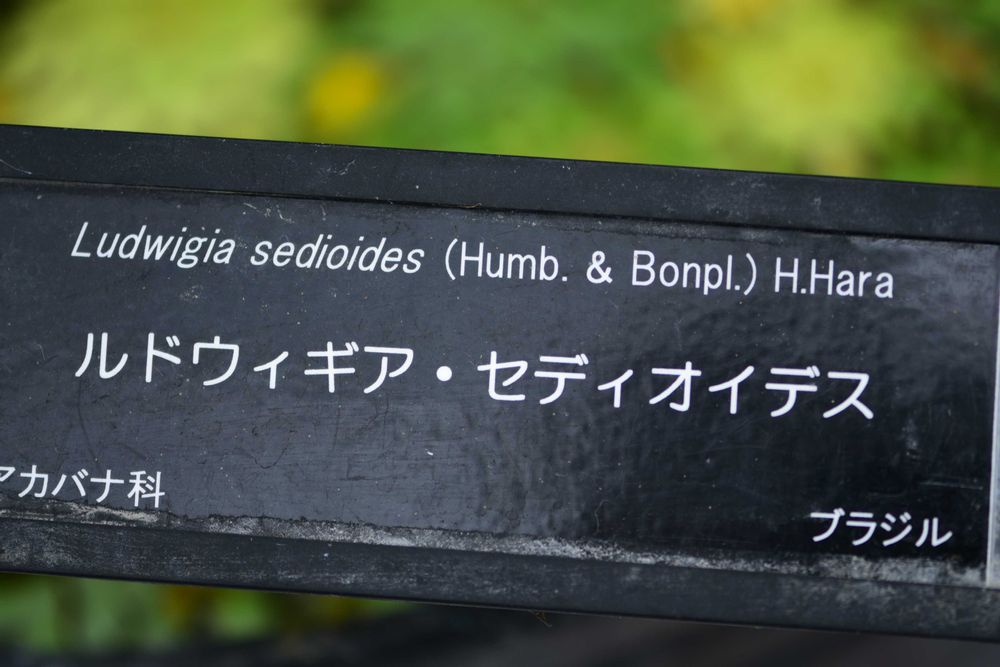 Ludwigia sedioides (Humb. & Bonpl.) H.Hara
ルドウィギア・セディオイデス
アカバナ科
ブラジル